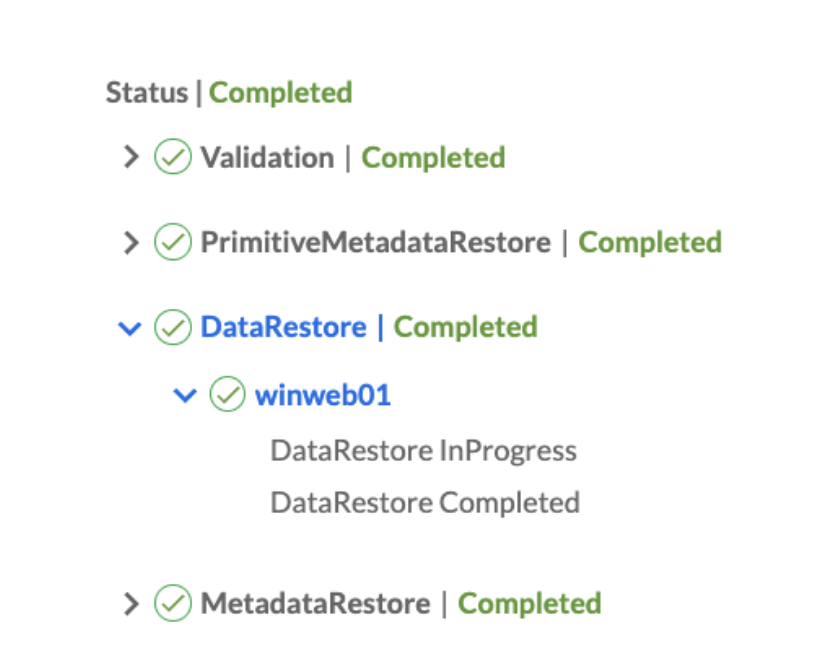 Status | Completed
Validation | Completed
PrimitiveMetadataRestore | Completed
DataRestore | Completed
winweb01
DataRestore InProgress
DataRestore Completed
MetadataRestore | Completed